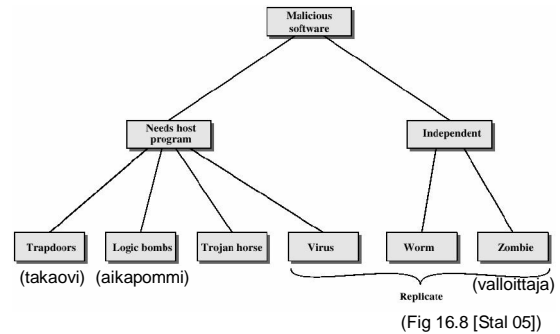 Malicious
software
Needs host
program
Independent
Trapdoors
Logic bombs
Trojan horse
Virus
Worm
Zombie
(takaovi)
(aikapommi)
(valloittaja)
Replicate
(Fig 16.8 [Stal 05])